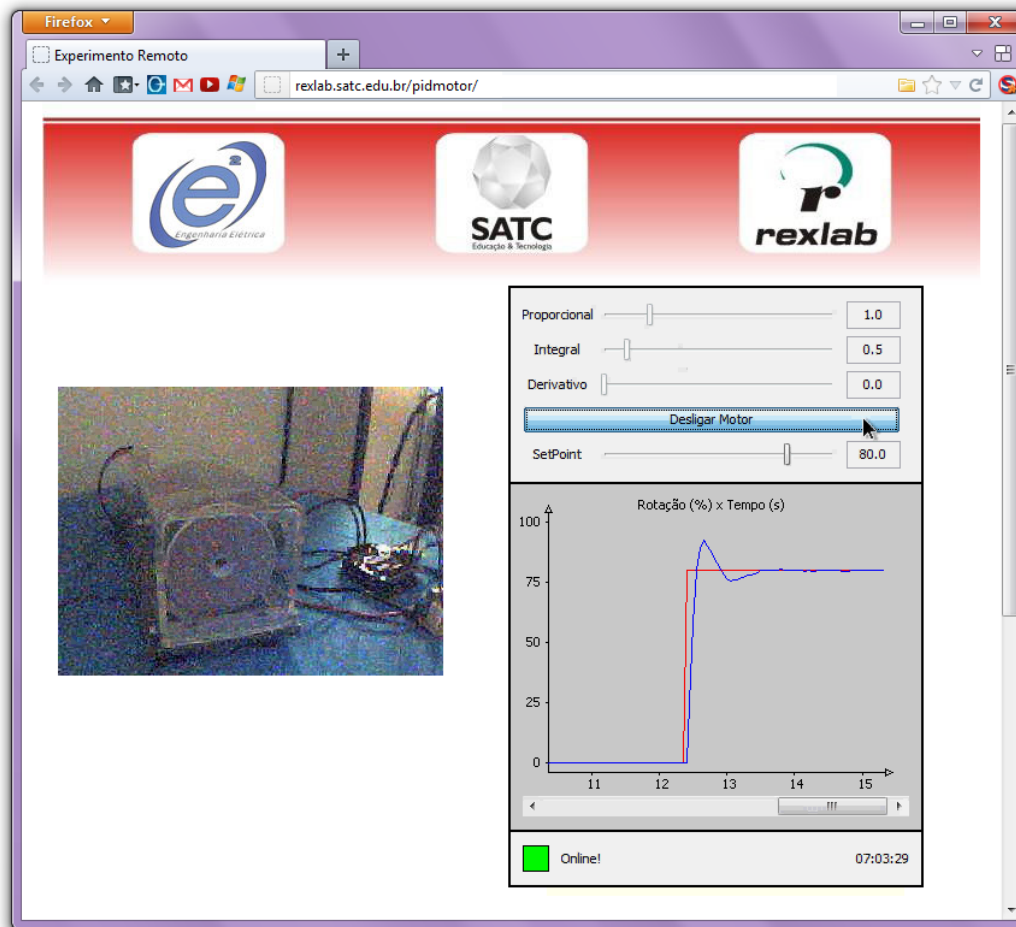 Firefox
Experimento Remoto
rexlab.satc.edu.br/pidmotor/
e2
Engenharia Elétrica
SATC
Educação & Tecnologia
r
rexlab
Proporcional 1.0
Integral 0.5
Derivativo 0.0
Desligar Motor
SetPoint 80.0
Rotação (%) x Tempo (s)
100
75
50
25
0
11 12 13 14 15
Online! 07:03:29